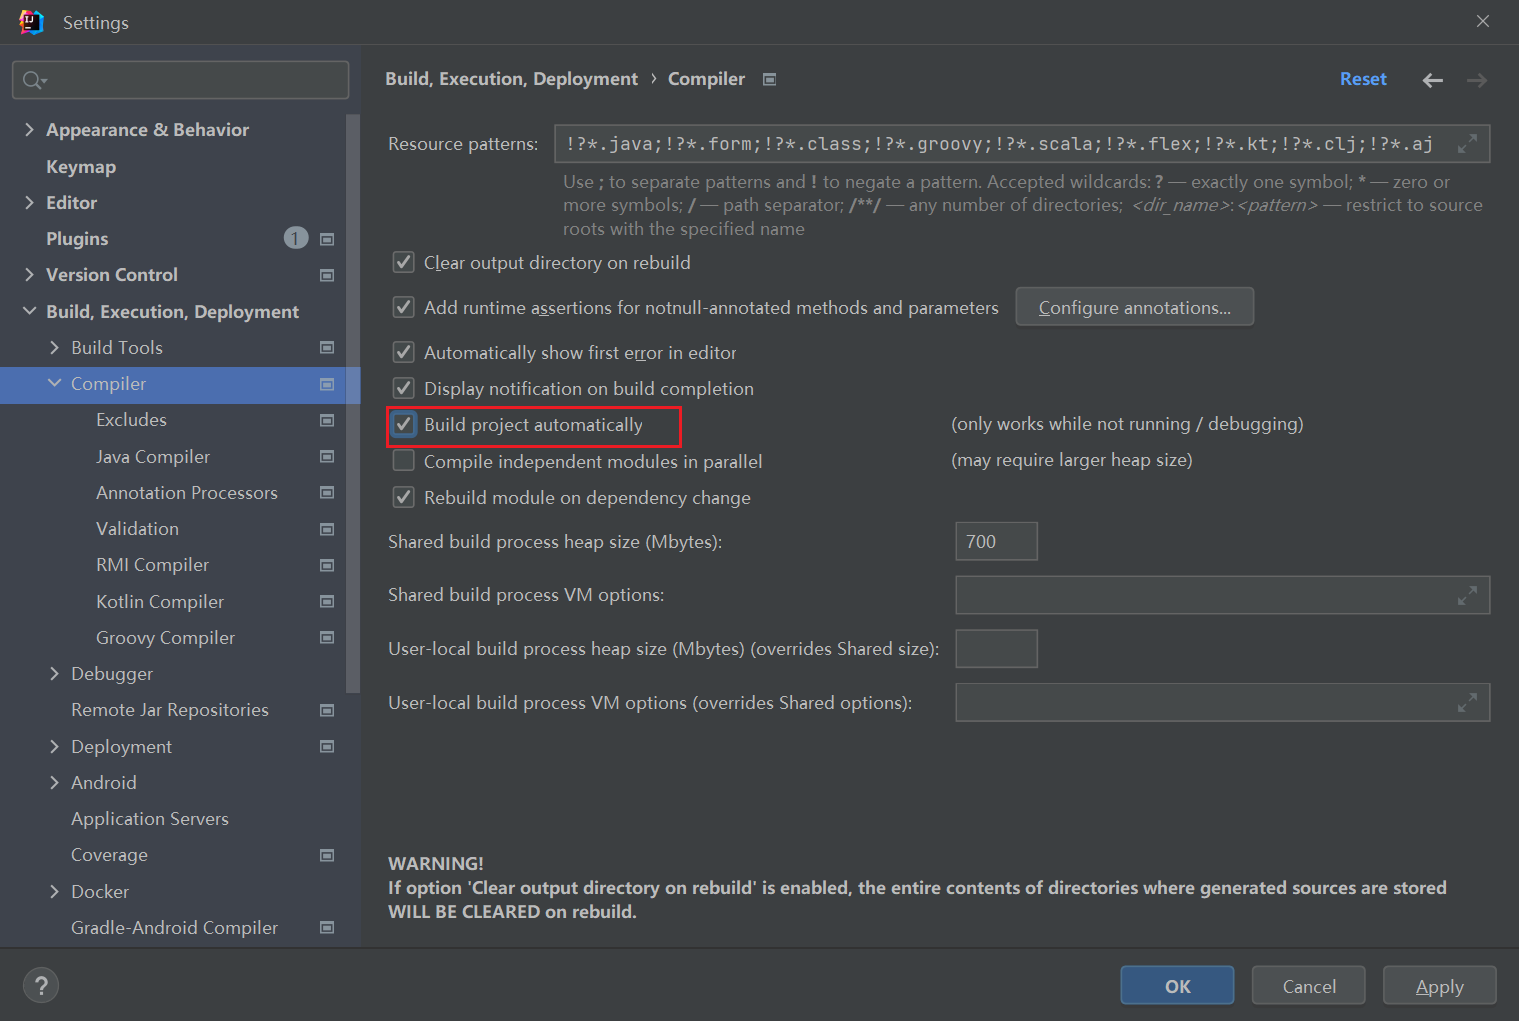 Settings
Appearance & Behavior
Keymap
Editor
Plugins 1
Version Control
Build, Execution, Deployment
Build Tools
Compiler
Excludes
Java Compiler
Annotation Processors
Validation
RMI Compiler
Kotlin Compiler
Groovy Compiler
Debugger
Remote Jar Repositories
Deployment
Android
Application Servers
Coverage
Docker
Gradle-Android Compiler
Build, Execution, Deployment › Compiler
Reset
Resource patterns: !?*.java;!?*.form;!?*.class;!?*.groovy;!?*.scala;!?*.flex;!?*.kt;!?*.clj;!?*.aj
Use ; to separate patterns and ! to negate a pattern. Accepted wildcards: ? — exactly one symbol; * — zero or
more symbols; / — path separator; /**/ — any number of directories; <dir_name>:<pattern> — restrict to source
roots with the specified name
Clear output directory on rebuild
Add runtime assertions for notnull-annotated methods and parameters Configure annotations...
Automatically show first error in editor
Display notification on build completion
Build project automatically (only works while not running / debugging)
Compile independent modules in parallel (may require larger heap size)
Rebuild module on dependency change
Shared build process heap size (Mbytes): 700
Shared build process VM options:
User-local build process heap size (Mbytes) (overrides Shared size):
User-local build process VM options (overrides Shared options):
WARNING!
If option 'Clear output directory on rebuild' is enabled, the entire contents of directories where generated sources are stored
WILL BE CLEARED on rebuild.
?
OK
Cancel
Apply